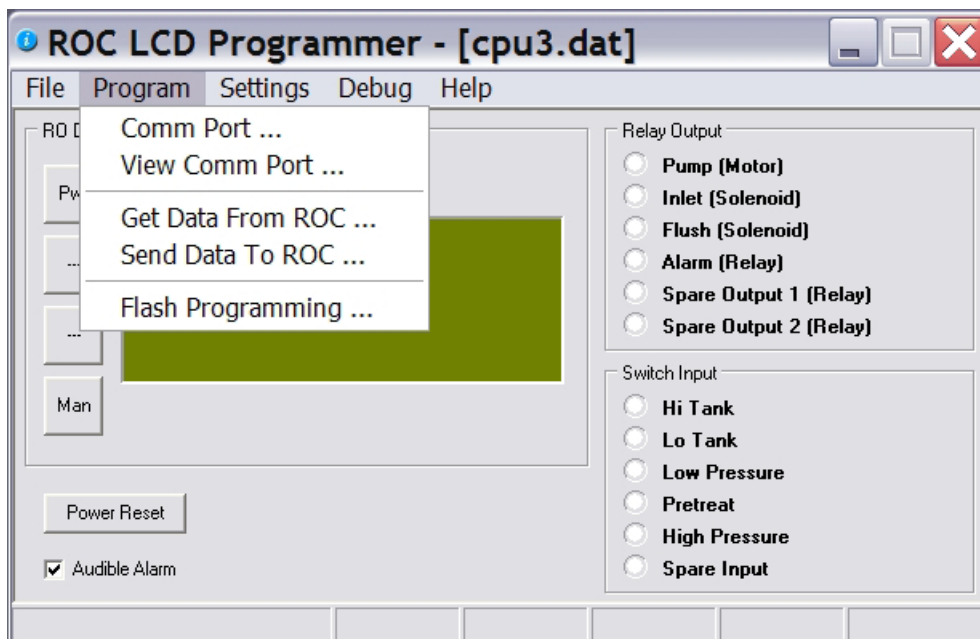 ROC LCD Programmer - [cpu3.dat]
File Program Settings Debug Help
Comm Port ...
View Comm Port ...
Get Data From ROC ...
Send Data To ROC ...
Flash Programming ...
RO
---
---
Man
Power Reset
Audible Alarm
Relay Output
Pump (Motor)
Inlet (Solenoid)
Flush (Solenoid)
Alarm (Relay)
Spare Output 1 (Relay)
Spare Output 2 (Relay)
Switch Input
Hi Tank
Lo Tank
Low Pressure
Pretreat
High Pressure
Spare Input